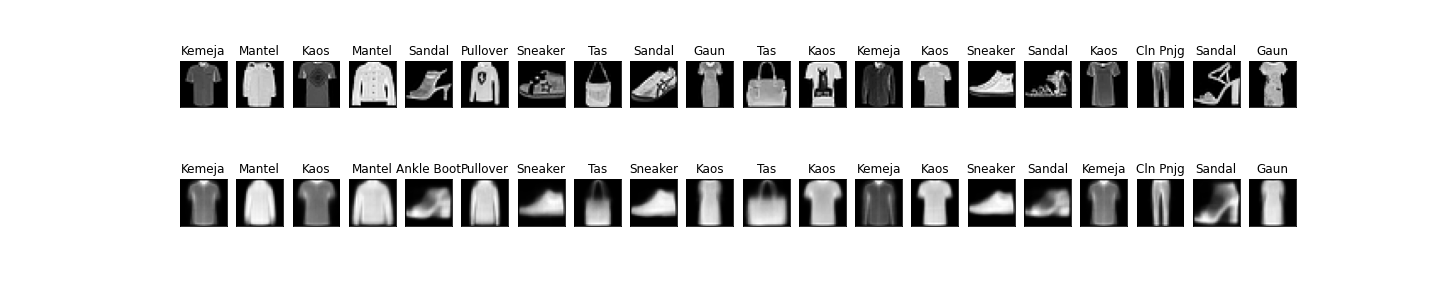 Kemeja Mantel Kaos Mantel Sandal Pullover Sneaker Tas Sandal Gaun Tas Kaos Kemeja Kaos Sneaker Sandal Kaos Cln Pnjg Sandal Gaun
Kemeja Mantel Kaos Mantel Ankle Boot Pullover Sneaker Tas Sneaker Kaos Tas Kaos Kemeja Kaos Sneaker Sandal Kemeja Cln Pnjg Sandal Gaun